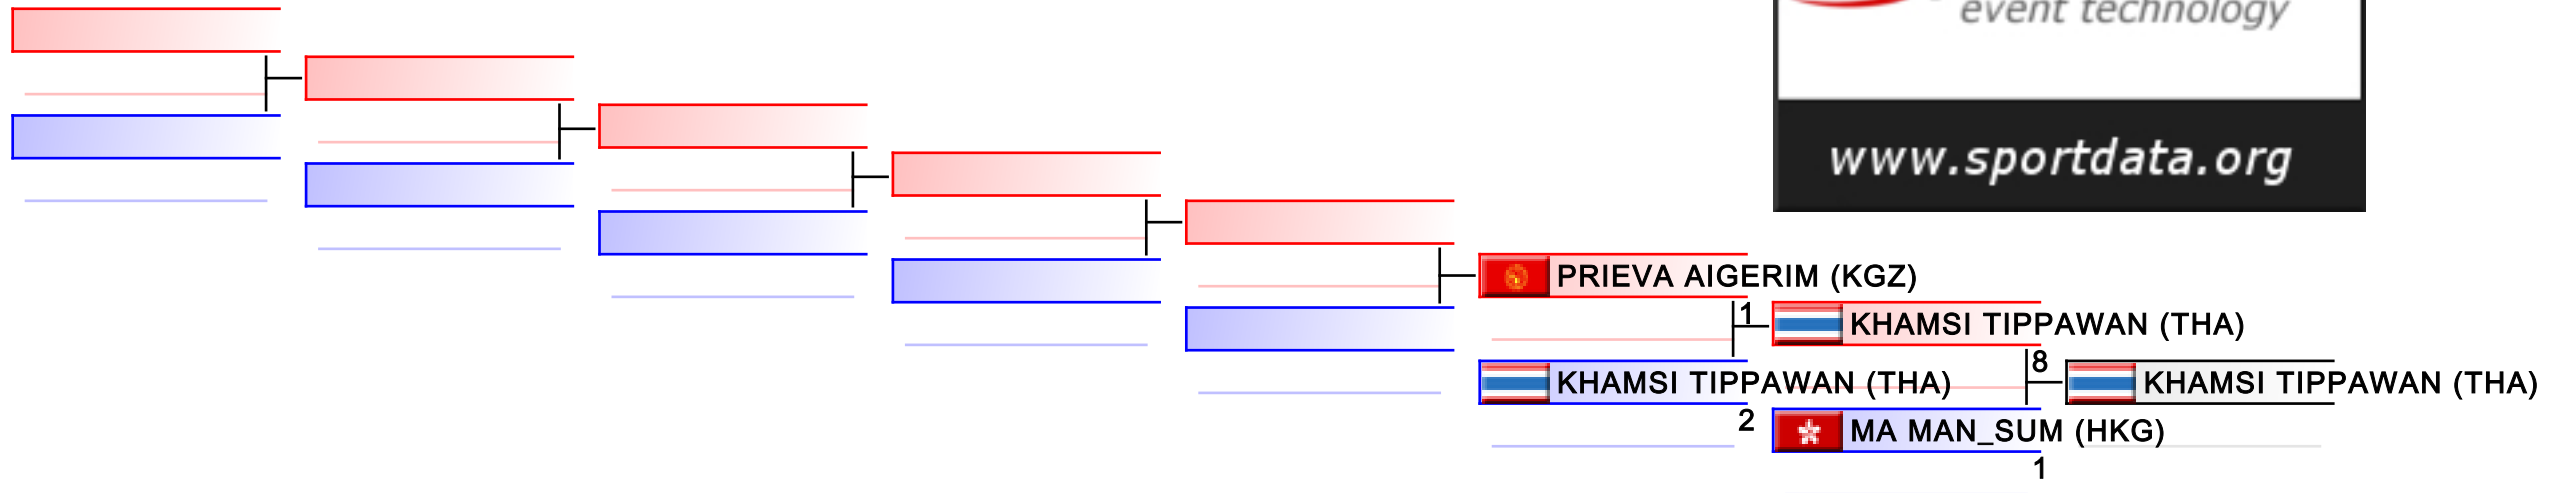 event technology
www.sportdata.org
PRIEVA AIGERIM (KGZ)
1
KHAMSI TIPPAWAN (THA)
8
KHAMSI TIPPAWAN (THA)
KHAMSI TIPPAWAN (THA)
2
MA MAN_SUM (HKG)
1